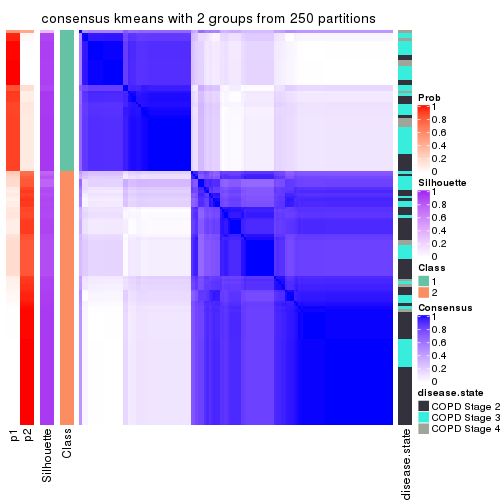 consensus kmeans with 2 groups from 250 partitions
Prob
1
0.8
0.6
0.4
0.2
0
Silhouette
1
0.8
0.6
0.4
0.2
0
Class
1
2
Consensus
1
0.8
0.6
0.4
0.2
0
disease.state
COPD Stage 2
COPD Stage 3
COPD Stage 4
p1
p2
Silhouette
Class
disease.state